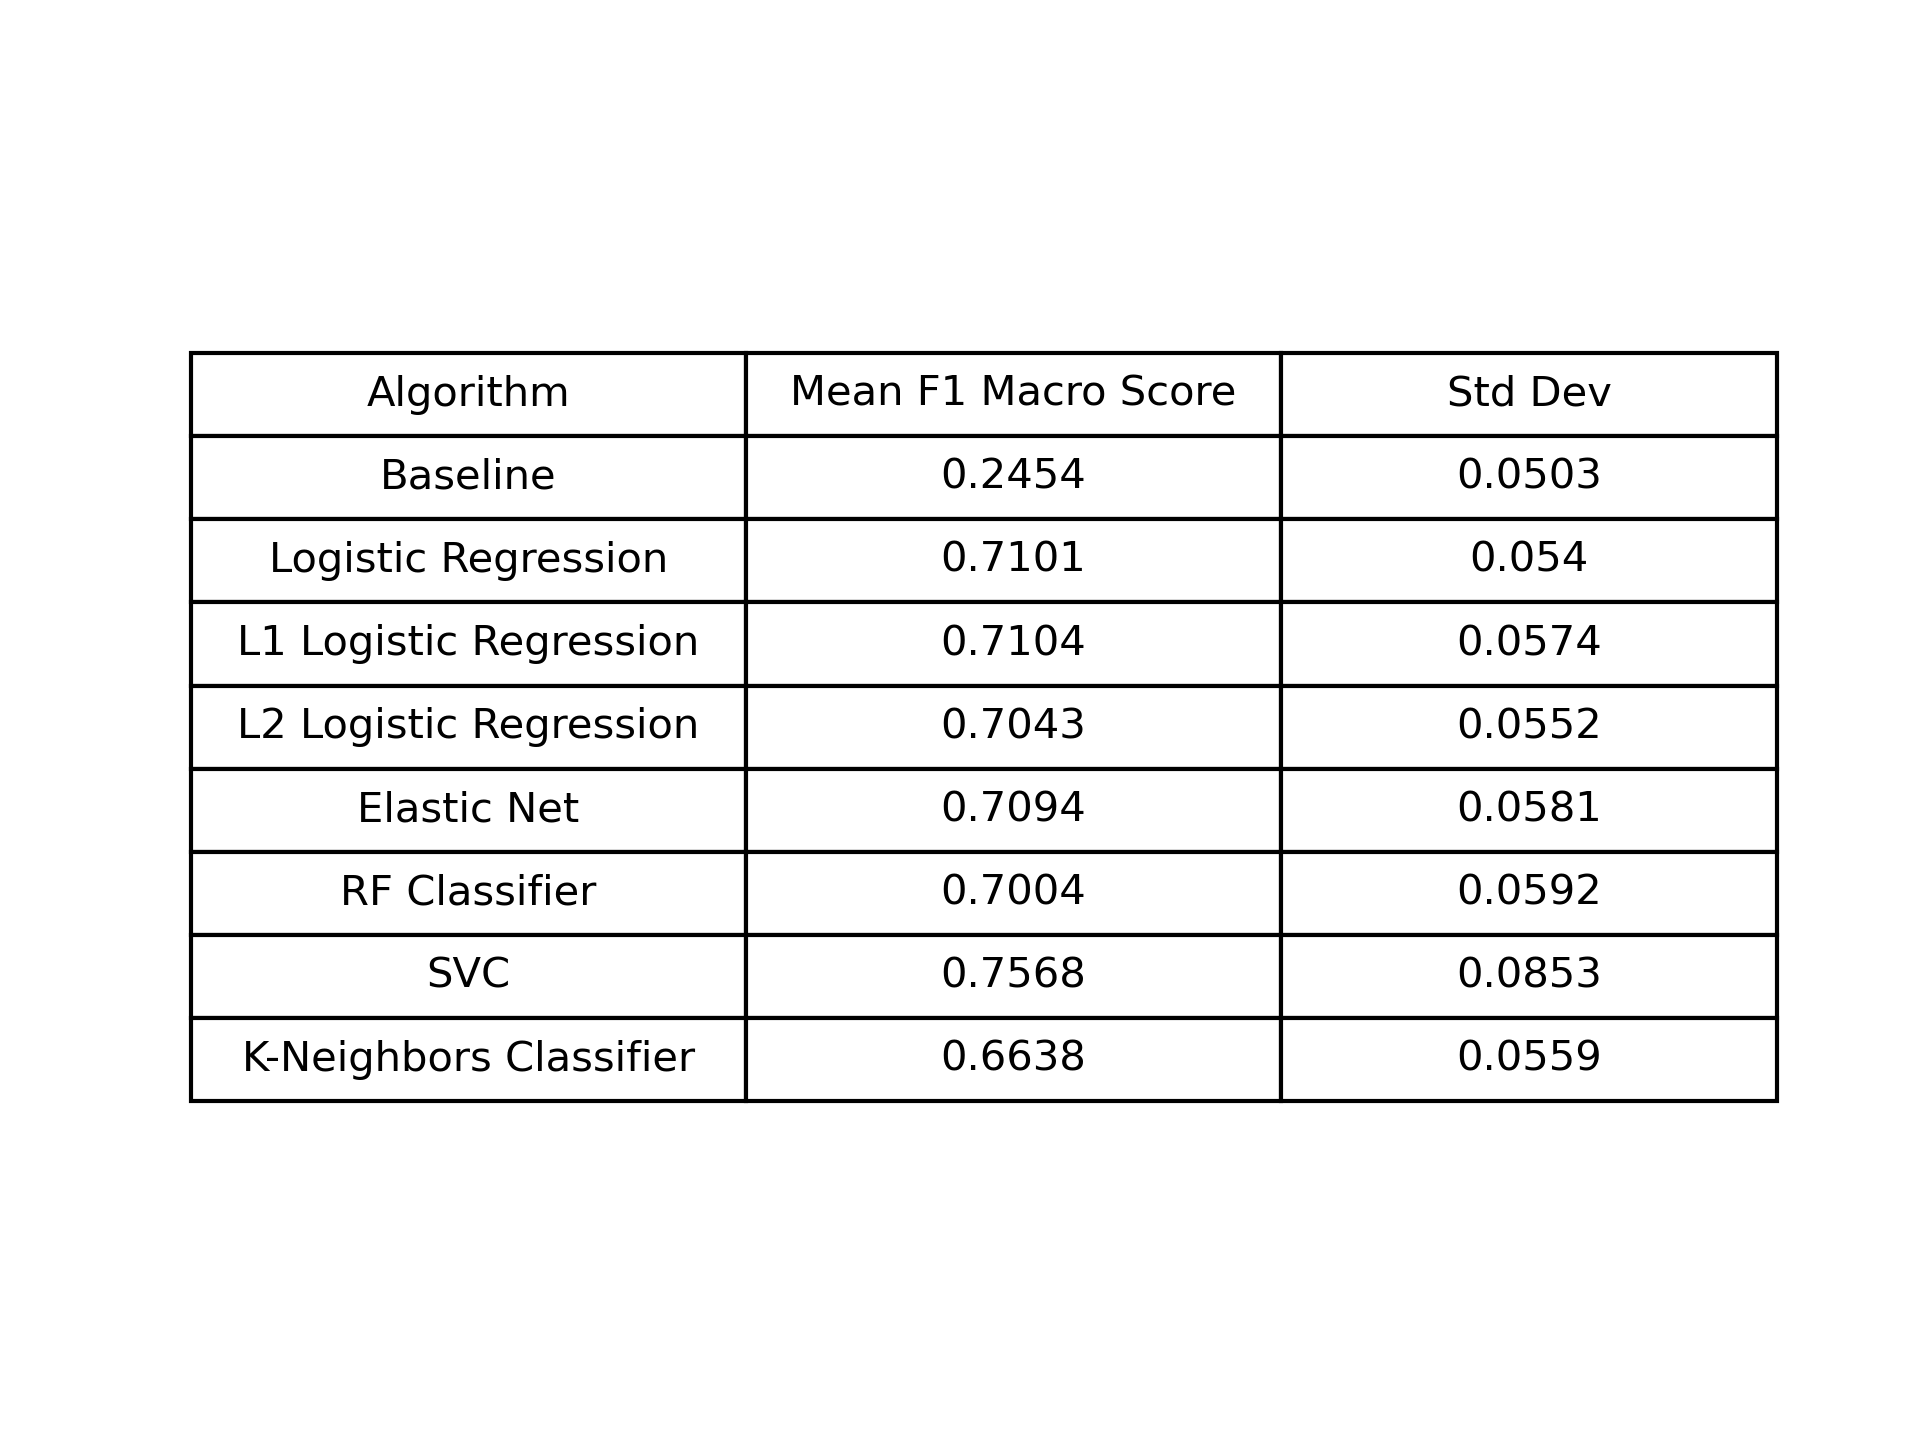 Algorithm Mean F1 Macro Score Std Dev
Baseline 0.2454 0.0503
Logistic Regression 0.7101 0.054
L1 Logistic Regression 0.7104 0.0574
L2 Logistic Regression 0.7043 0.0552
Elastic Net 0.7094 0.0581
RF Classifier 0.7004 0.0592
SVC 0.7568 0.0853
K-Neighbors Classifier 0.6638 0.0559